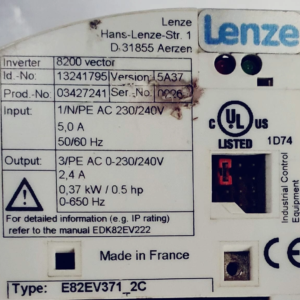 Lenze
Hans-Lenze-Str. 1
D-31855 Aerzen
Lenze
Inverter 8200 vector
Id.-No: 13241795 Version: 5A37
Prod.-No: 03427241 Ser.No:
Input: 1/N/PE AC 230/240V
5,0 A
50/60 Hz
Output: 3/PE AC 0-230/240V
2,4 A
0,37 kW / 0.5 hp
0-650 Hz
For detailed information (e.g. IP rating)
refer to the manual EDK82EV222
C UL US
LISTED 1D74
Industrial Control
Equipment
Made in France
Type: E82EV371_2C